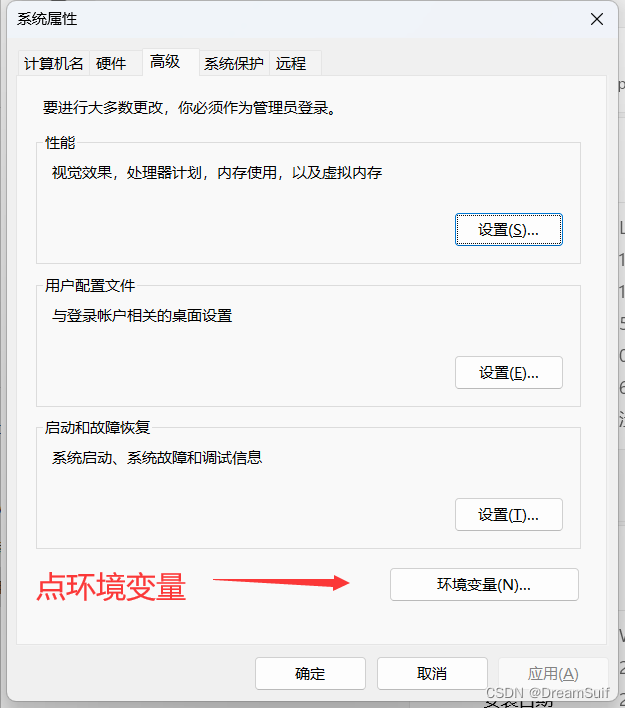 系统属性
计算机名 硬件 高级 系统保护 远程
要进行大多数更改，你必须作为管理员登录。
性能
视觉效果，处理器计划，内存使用，以及虚拟内存
设置(S)...
用户配置文件
与登录帐户相关的桌面设置
设置(E)...
启动和故障恢复
系统启动、系统故障和调试信息
设置(T)...
点环境变量
环境变量(N)...
确定 取消 应用(A)
CSDN @DreamSuif